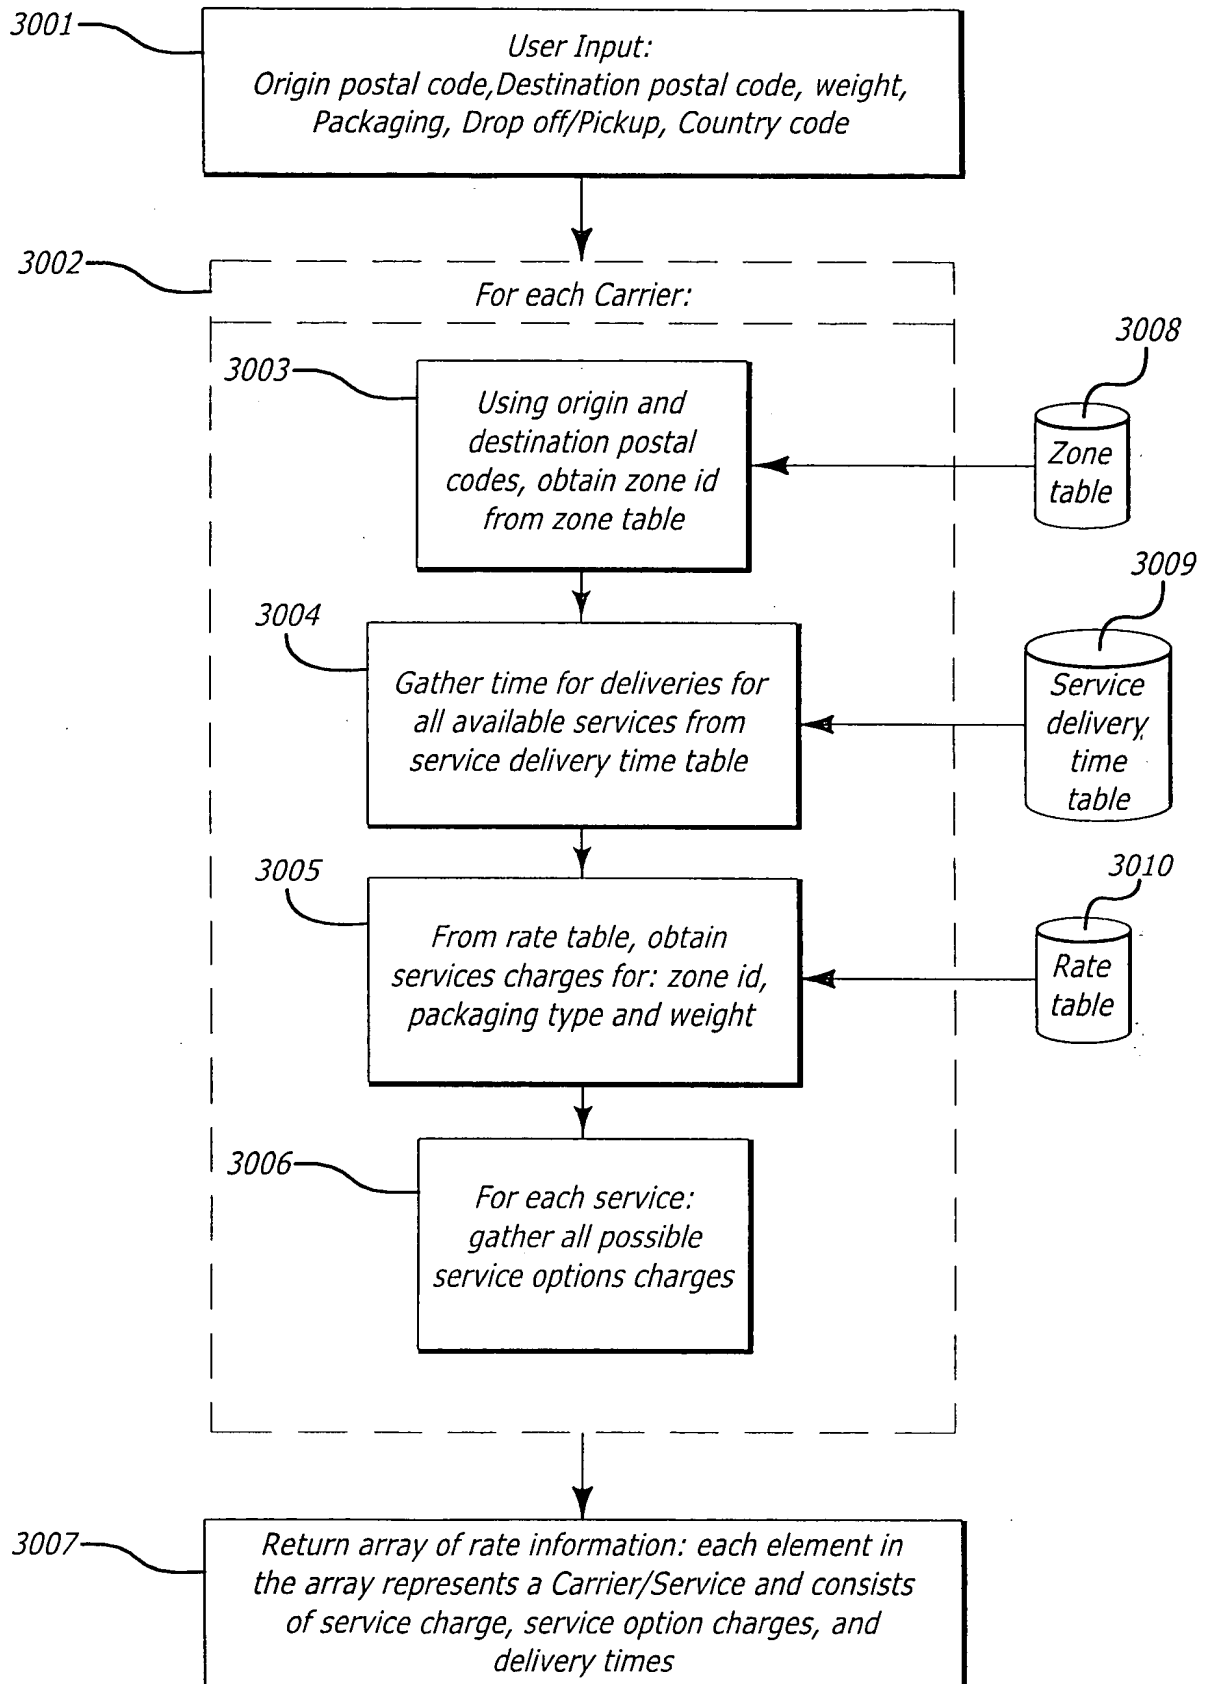 3001
User Input:
Origin postal code,Destination postal code, weight,
Packaging, Drop off/Pickup, Country code
3002
For each Carrier:
3003
Using origin and
destination postal
codes, obtain zone id
from zone table
3008
Zone
table
3004
Gather time for deliveries for
all available services from
service delivery time table
3009
Service
delivery
time
table
3005
From rate table, obtain
services charges for: zone id,
packaging type and weight
3010
Rate
table
3006
For each service:
gather all possible
service options charges
3007
Return array of rate information: each element in
the array represents a Carrier/Service and consists
of service charge, service option charges, and
delivery times